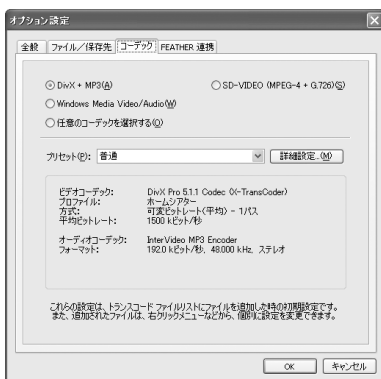 オプション設定
全般 ファイル／保存先 コーデック FEATHER 連携
DivX + MP3(A) SD-VIDEO (MPEG-4 + G.726)(S)
Windows Media Video/Audio(W)
任意のコーデックを選択する(O)
プリセット(P): 普通 詳細設定...(M)
ビデオコーデック: DivX Pro 5.1.1 Codec (X-TransCoder)
プロファイル: ホームシアター
方式: 可変ビットレート(平均) - 1パス
平均ビットレート: 1500 kビット/秒
オーディオコーデック: InterVideo MP3 Encoder
フォーマット: 192.0 kビット/秒, 48.000 kHz, ステレオ
これらの設定は、トランスコード ファイルリストにファイルを追加した時の初期設定です。
また、追加されたファイルは、右クリックメニューなどから、個別に設定を変更できます。
OK キャンセル